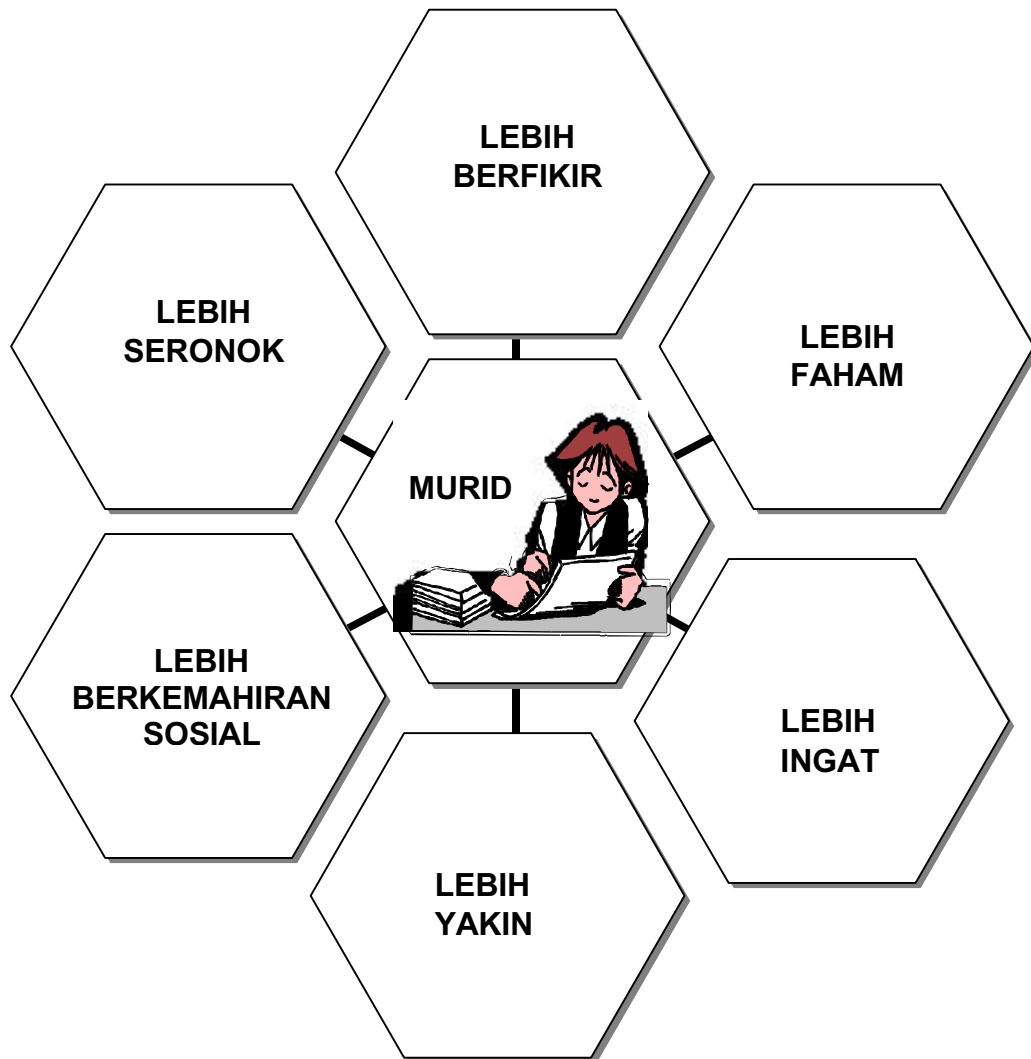 LEBIH
BERFIKIR
LEBIH
SERONOK
LEBIH
FAHAM
MURID
LEBIH
BERKEMAHIRAN
SOSIAL
LEBIH
INGAT
LEBIH
YAKIN